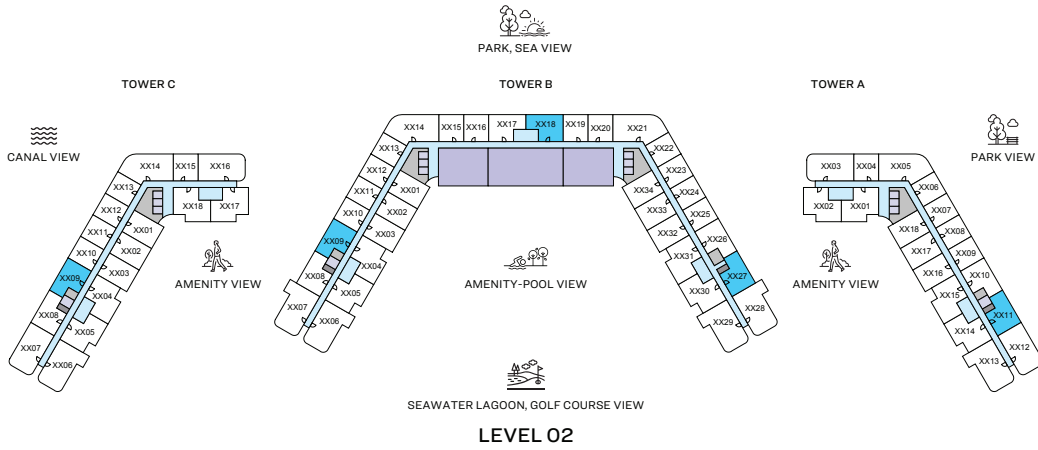 PARK, SEA VIEW
TOWER C
TOWER B
TOWER A
CANAL VIEW
PARK VIEW
XX14
XX15
XX16
XX13
XX12
XX11
XX10
XX09
XX08
XX07
XX18
XX17
XX01
XX02
XX03
XX04
XX05
XX06
XX14
XX15
XX16
XX17
XX18
XX19
XX20
XX21
XX13
XX12
XX11
XX10
XX09
XX08
XX07
XX01
XX02
XX03
XX04
XX05
XX06
XX22
XX23
XX24
XX25
XX26
XX27
XX28
XX34
XX33
XX32
XX31
XX30
XX29
XX03
XX04
XX05
XX02
XX01
XX06
XX07
XX08
XX09
XX10
XX11
XX12
XX18
XX17
XX16
XX15
XX14
XX13
AMENITY VIEW
AMENITY-POOL VIEW
AMENITY VIEW
SEAWATER LAGOON, GOLF COURSE VIEW
LEVEL 02